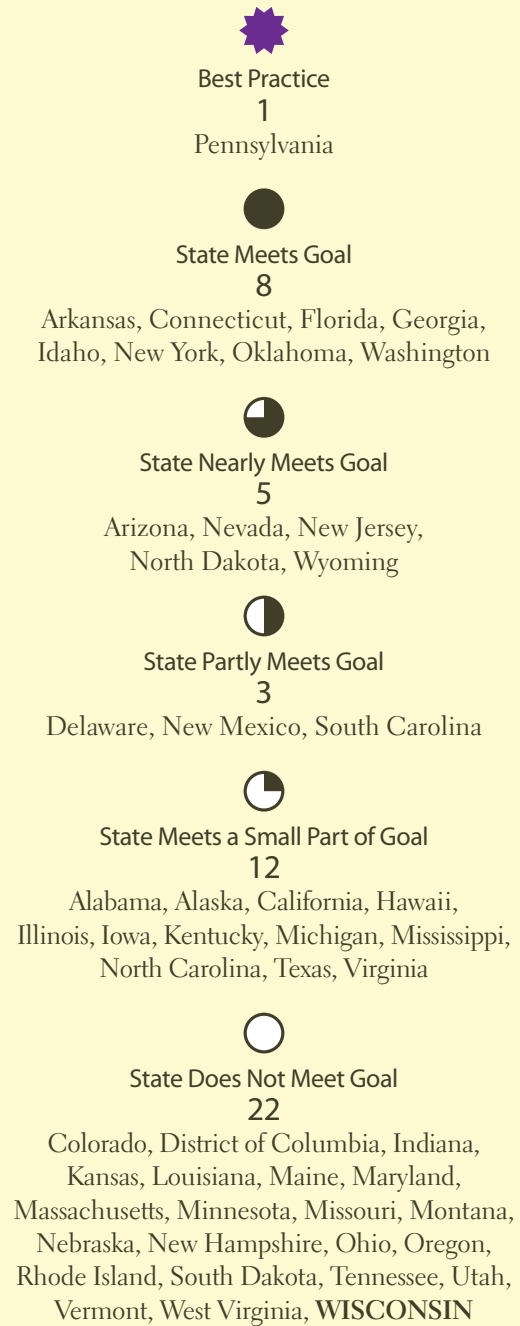 Best Practice
1
Pennsylvania
State Meets Goal
8
Arkansas, Connecticut, Florida, Georgia,
Idaho, New York, Oklahoma, Washington
State Nearly Meets Goal
5
Arizona, Nevada, New Jersey,
North Dakota, Wyoming
State Partly Meets Goal
3
Delaware, New Mexico, South Carolina
State Meets a Small Part of Goal
12
Alabama, Alaska, California, Hawaii,
Illinois, Iowa, Kentucky, Michigan, Mississippi,
North Carolina, Texas, Virginia
State Does Not Meet Goal
22
Colorado, District of Columbia, Indiana,
Kansas, Louisiana, Maine, Maryland,
Massachusetts, Minnesota, Missouri, Montana,
Nebraska, New Hampshire, Ohio, Oregon,
Rhode Island, South Dakota, Tennessee, Utah,
Vermont, West Virginia, WISCONSIN